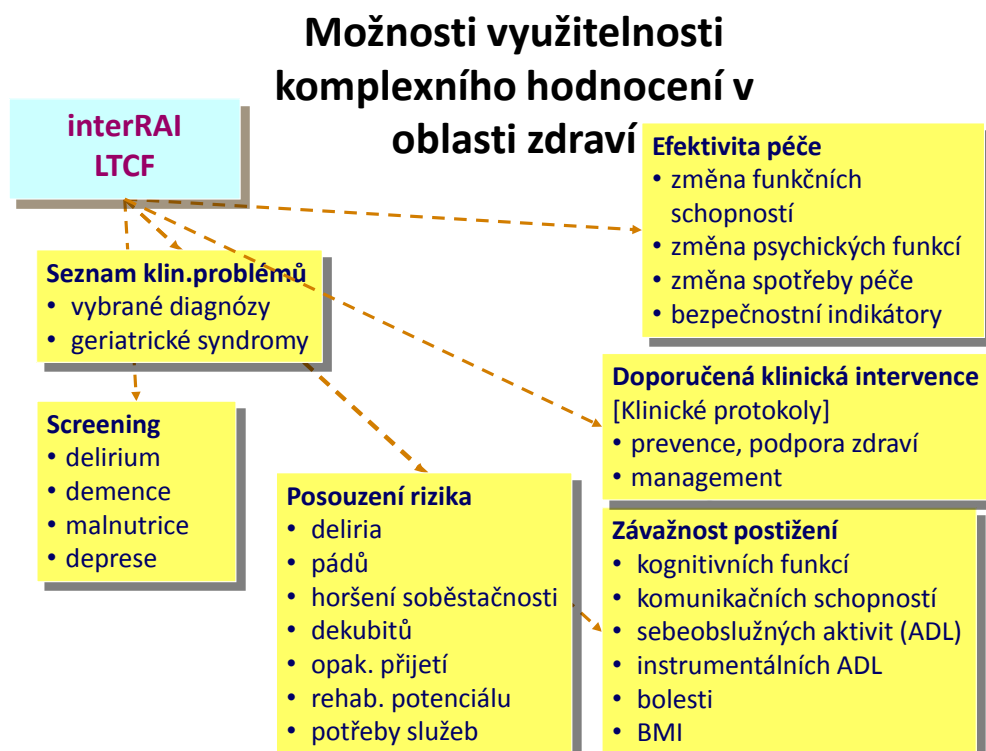 Možnosti využitelnosti
komplexního hodnocení v
oblasti zdraví
interRAI
LTCF
Efektivita péče
• změna funkčních
schopností
• změna psychických funkcí
• změna spotřeby péče
• bezpečnostní indikátory
Seznam klin.problémů
• vybrané diagnózy
• geriatrické syndromy
Doporučená klinická intervence
[Klinické protokoly]
• prevence, podpora zdraví
• management
Screening
• delirium
• demence
• malnutrice
• deprese
Posouzení rizika
• deliria
• pádů
• horšení soběstačnosti
• dekubitů
• opak. přijetí
• rehab. potenciálu
• potřeby služeb
Závažnost postižení
• kognitivních funkcí
• komunikačních schopností
• sebeobslužných aktivit (ADL)
• instrumentálních ADL
• bolesti
• BMI